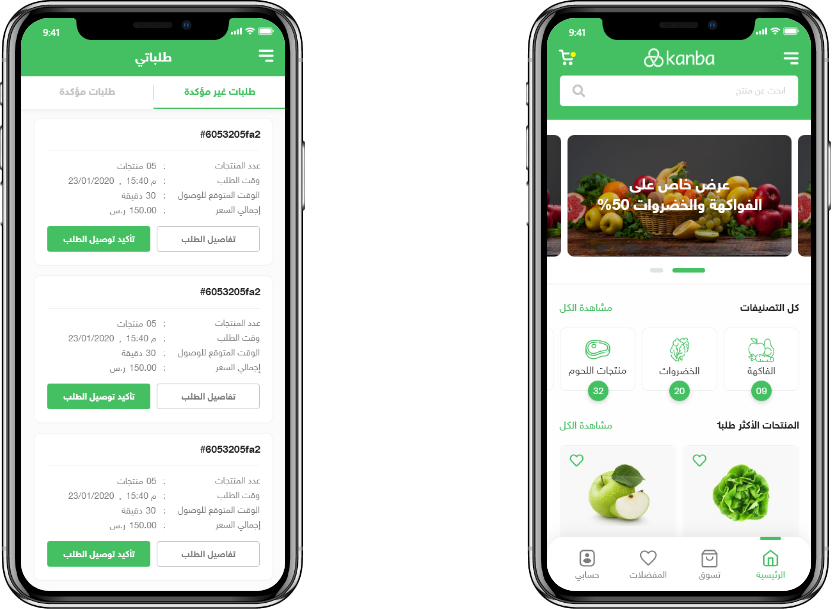 9:41
طلباتي
طلبات غير مؤكدة
طلبات مؤكدة
#6053205fa2
عدد المنتجات : 05 منتجات
وقت الطلب : 15:40 م , 23/01/2020
الوقت المتوقع للوصول : 30 دقيقة
إجمالي السعر : 150.00 ر.س
تفاصيل الطلب
تأكيد توصيل الطلب
#6053205fa2
عدد المنتجات : 05 منتجات
وقت الطلب : 15:40 م , 23/01/2020
الوقت المتوقع للوصول : 30 دقيقة
إجمالي السعر : 150.00 ر.س
تفاصيل الطلب
تأكيد توصيل الطلب
#6053205fa2
عدد المنتجات : 05 منتجات
وقت الطلب : 15:40 م , 23/01/2020
الوقت المتوقع للوصول : 30 دقيقة
إجمالي السعر : 150.00 ر.س
تفاصيل الطلب
تأكيد توصيل الطلب
9:41
kanba
ابحث عن منتج
عرض خاص على
الفواكهة والخضروات 50%
كل التصنيفات
مشاهدة الكل
الفاكهة
09
الخضروات
20
منتجات اللحوم
32
المنتجات الأكثر طلبا
مشاهدة الكل
الرئيسية
تسوق
المفضلات
حسابي